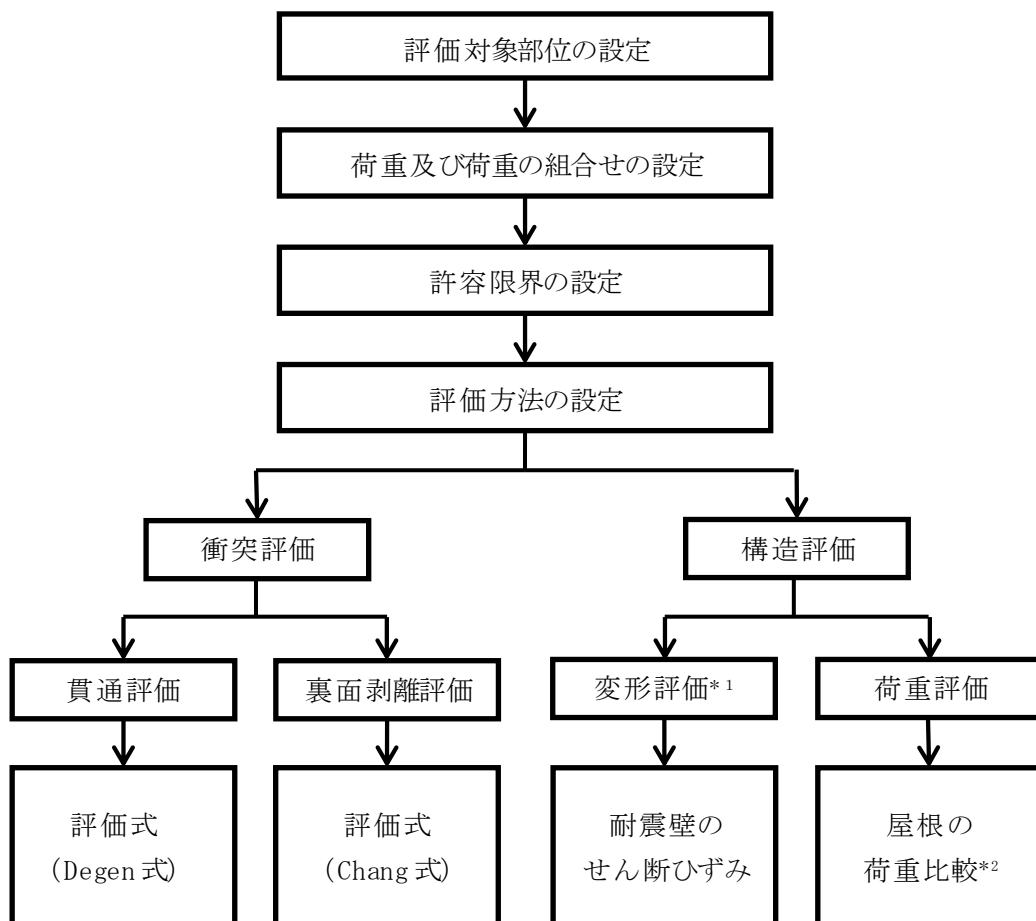 評価対象部位の設定
荷重及び荷重の組合せの設定
許容限界の設定
評価方法の設定
衝突評価
構造評価
貫通評価
裏面剥離評価
変形評価*1
荷重評価
評価式
(Degen式)
評価式
(Chang式)
耐震壁の
せん断ひずみ
屋根の
荷重比較*2